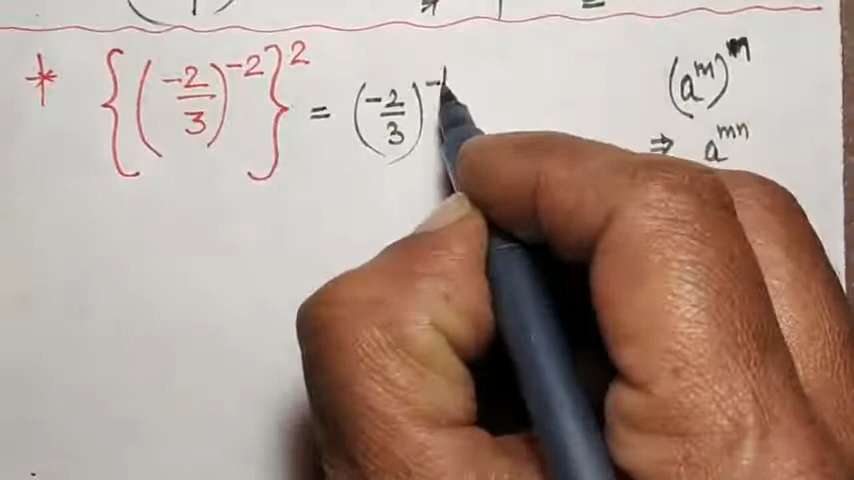 * {(-2/3)^-2}^2 = (-2/3)^-
(a^m)^n
⇒ a^mn